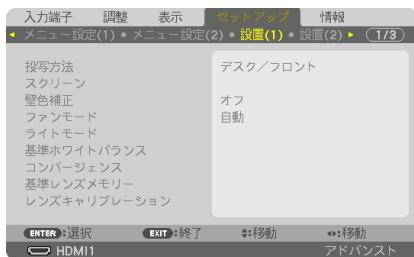 入力端子 調整 表示 セットアップ 情報
メニュー設定(1) ● メニュー設定(2) ● 設置(1) ● 設置(2) (1/3)
投写方法 デスク／フロント
スクリーン
壁色補正 オフ
ファンモード 自動
ライトモード
基準ホワイトバランス
コンバージェンス
基準レンズメモリー
レンズキャリブレーション
ENTER:選択 EXIT:終了 :移動 :移動
HDMI1 アドバンスト